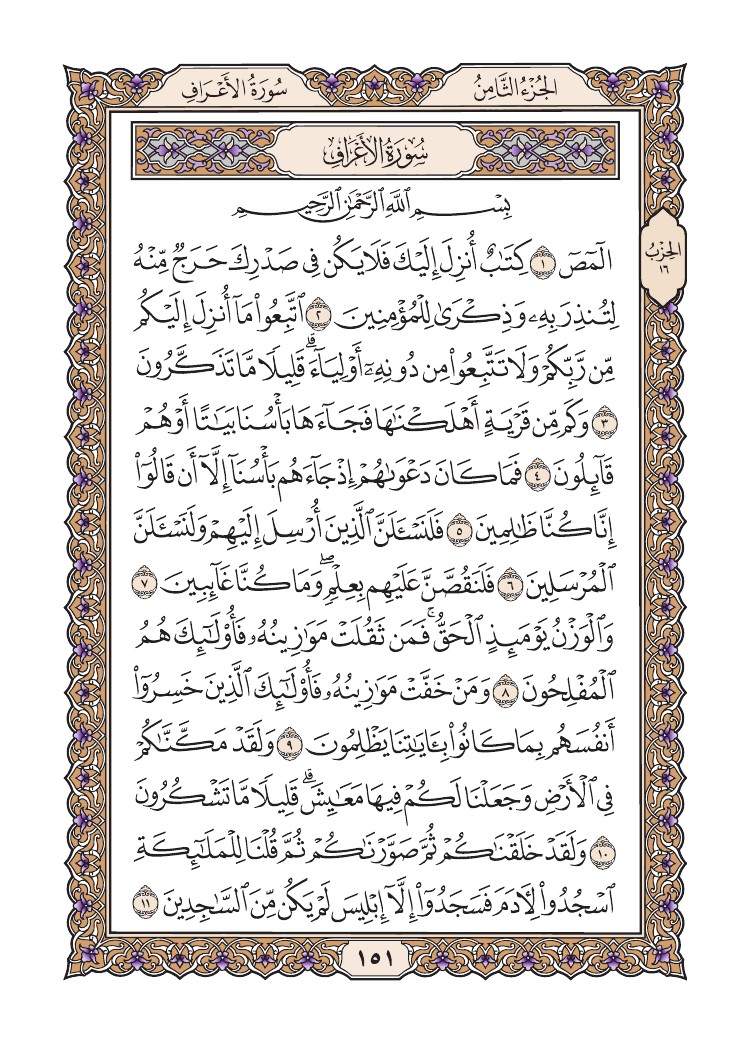 الجُزْءُ الثَّامِنُ
سُورَةُ الأَعْرَافِ
سُورَةُ الأَعْرَافِ
بِسْمِ ٱللَّهِ ٱلرَّحْمَٰنِ ٱلرَّحِيمِ
الحِزْبُ
١٦
الٓمٓصٓ ١ كِتَٰبٌ أُنزِلَ إِلَيْكَ فَلَا يَكُن فِى صَدْرِكَ حَرَجٌ مِّنْهُ
لِتُنذِرَ بِهِۦ وَذِكْرَىٰ لِلْمُؤْمِنِينَ ٢ ٱتَّبِعُوا۟ مَآ أُنزِلَ إِلَيْكُم
مِّن رَّبِّكُمْ وَلَا تَتَّبِعُوا۟ مِن دُونِهِۦٓ أَوْلِيَآءَ ۗ قَلِيلًا مَّا تَذَكَّرُونَ
٣ وَكَم مِّن قَرْيَةٍ أَهْلَكْنَٰهَا فَجَآءَهَا بَأْسُنَا بَيَٰتًا أَوْ هُمْ
قَآئِلُونَ ٤ فَمَا كَانَ دَعْوَىٰهُمْ إِذْ جَآءَهُم بَأْسُنَآ إِلَّآ أَن قَالُوٓا۟
إِنَّا كُنَّا ظَٰلِمِينَ ٥ فَلَنَسْـَٔلَنَّ ٱلَّذِينَ أُرْسِلَ إِلَيْهِمْ وَلَنَسْـَٔلَنَّ
ٱلْمُرْسَلِينَ ٦ فَلَنَقُصَّنَّ عَلَيْهِم بِعِلْمٍ ۖ وَمَا كُنَّا غَآئِبِينَ ٧
وَٱلْوَزْنُ يَوْمَئِذٍ ٱلْحَقُّ ۚ فَمَن ثَقُلَتْ مَوَٰزِينُهُۥ فَأُو۟لَٰٓئِكَ هُمُ
ٱلْمُفْلِحُونَ ٨ وَمَنْ خَفَّتْ مَوَٰزِينُهُۥ فَأُو۟لَٰٓئِكَ ٱلَّذِينَ خَسِرُوٓا۟
أَنفُسَهُم بِمَا كَانُوا۟ بِـَٔايَٰتِنَا يَظْلِمُونَ ٩ وَلَقَدْ مَكَّنَّٰكُمْ
فِى ٱلْأَرْضِ وَجَعَلْنَا لَكُمْ فِيهَا مَعَٰيِشَ ۗ قَلِيلًا مَّا تَشْكُرُونَ
١٠ وَلَقَدْ خَلَقْنَٰكُمْ ثُمَّ صَوَّرْنَٰكُمْ ثُمَّ قُلْنَا لِلْمَلَٰٓئِكَةِ
ٱسْجُدُوا۟ لِءَادَمَ فَسَجَدُوٓا۟ إِلَّآ إِبْلِيسَ لَمْ يَكُن مِّنَ ٱلسَّٰجِدِينَ ١١
١٥١